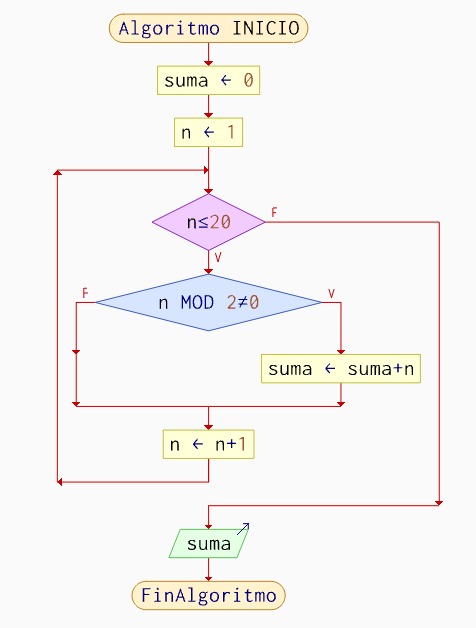 Algoritmo INICIO
suma ← 0
n ← 1
n≤20
F
V
n MOD 2≠0
F
V
suma ← suma+n
n ← n+1
suma
FinAlgoritmo